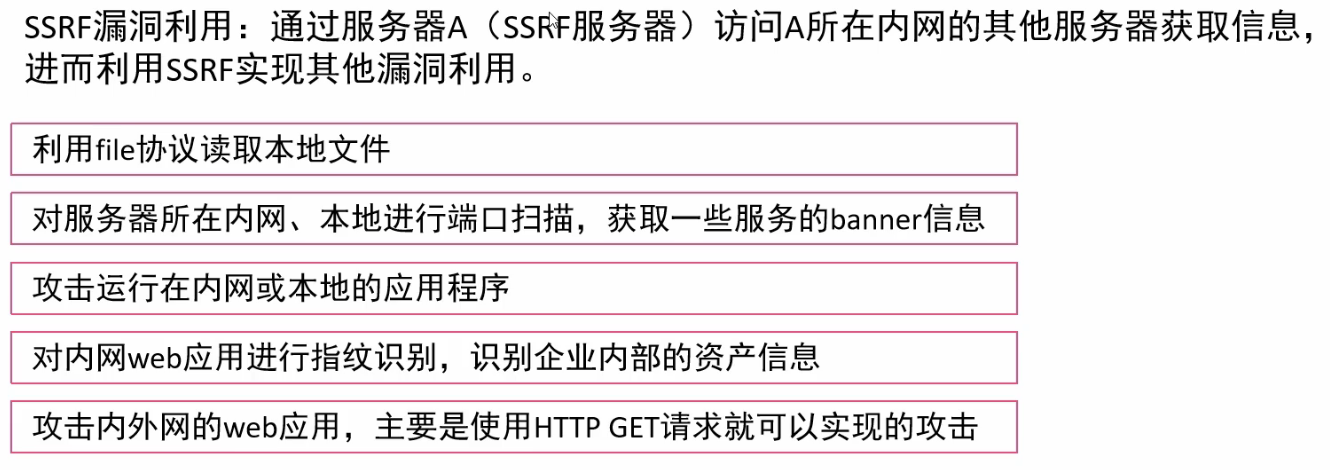 SSRF漏洞利用：通过服务器A（SSRF服务器）访问A所在内网的其他服务器获取信息，
进而利用SSRF实现其他漏洞利用。
利用file协议读取本地文件
对服务器所在内网、本地进行端口扫描，获取一些服务的banner信息
攻击运行在内网或本地的应用程序
对内网web应用进行指纹识别，识别企业内部的资产信息
攻击内外网的web应用，主要是使用HTTP GET请求就可以实现的攻击